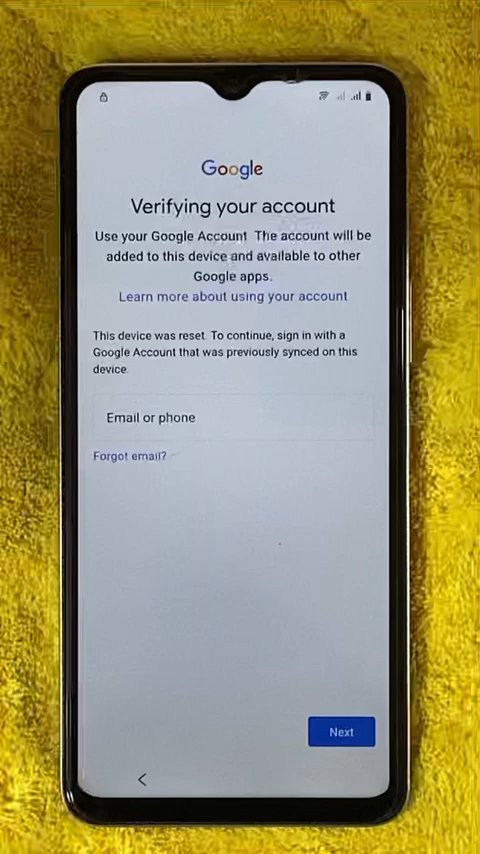 Google
Verifying your account
Use your Google Account. The account will be
added to this device and available to other
Google apps.
Learn more about using your account
This device was reset. To continue, sign in with a
Google Account that was previously synced on this
device.
Email or phone
Forgot email?
Next